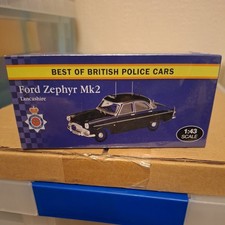 BEST OF BRITISH POLICE CARS
Ford Zephyr Mk2
Lancashire
1:43
SCALE